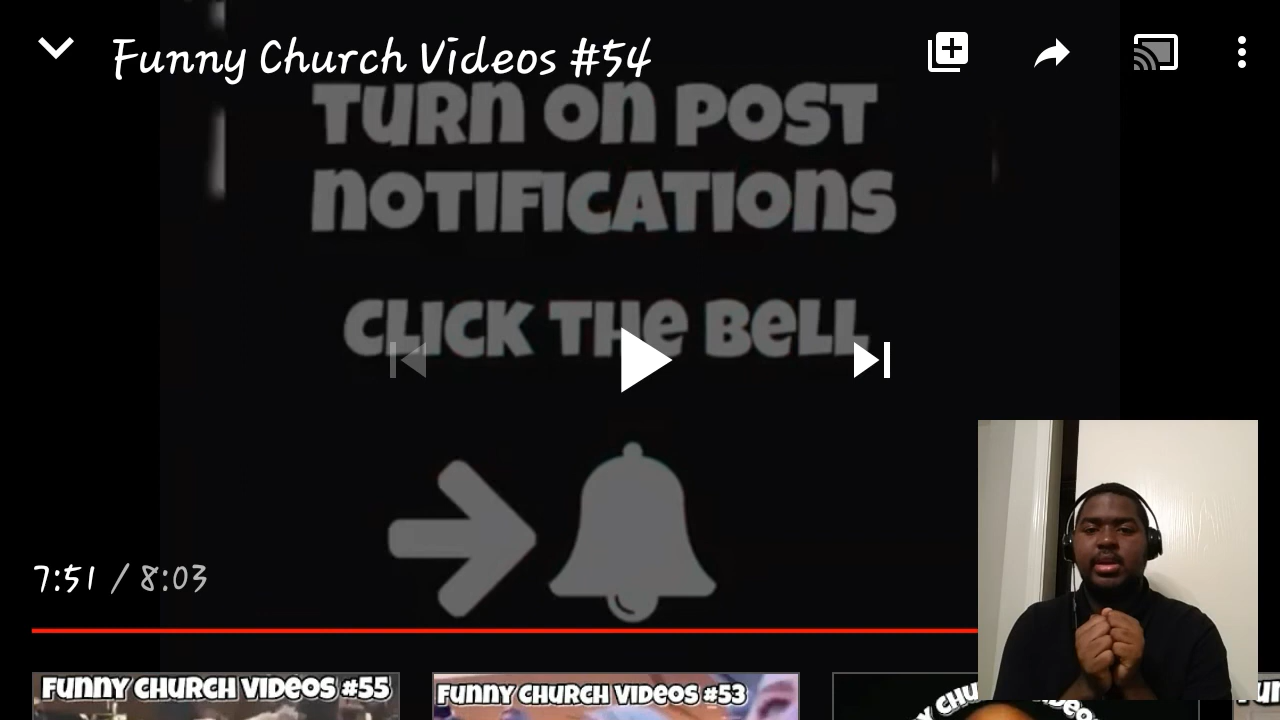 Funny Church Videos #54
TURN ON POST
NOTIFICATIONS
CLICK THE BELL
7:51 / 8:03
FUNNY CHURCH VIDEOS #55
FUNNY CHURCH VIDEOS #53